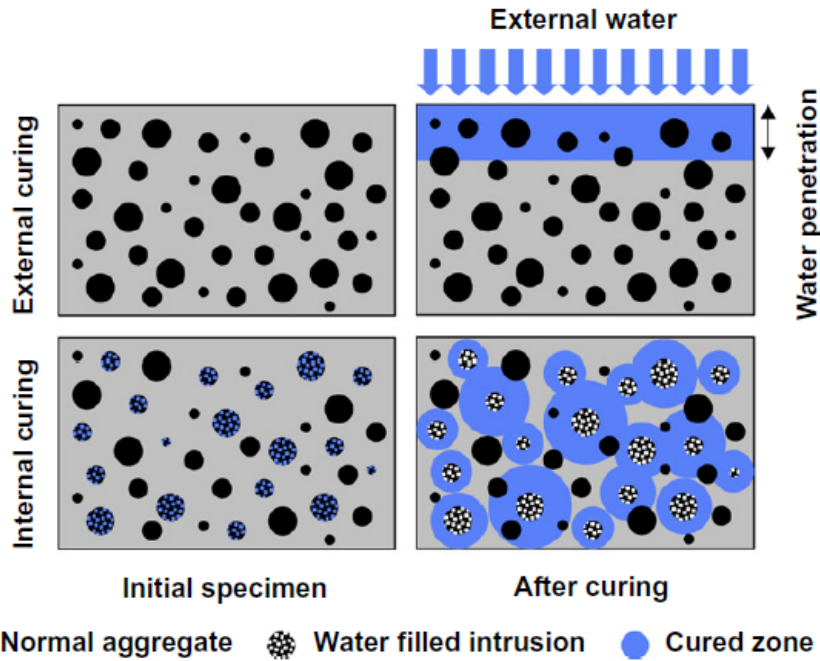 External water
External curing
Water penetration
Internal curing
Initial specimen
After curing
Normal aggregate
Water filled intrusion
Cured zone